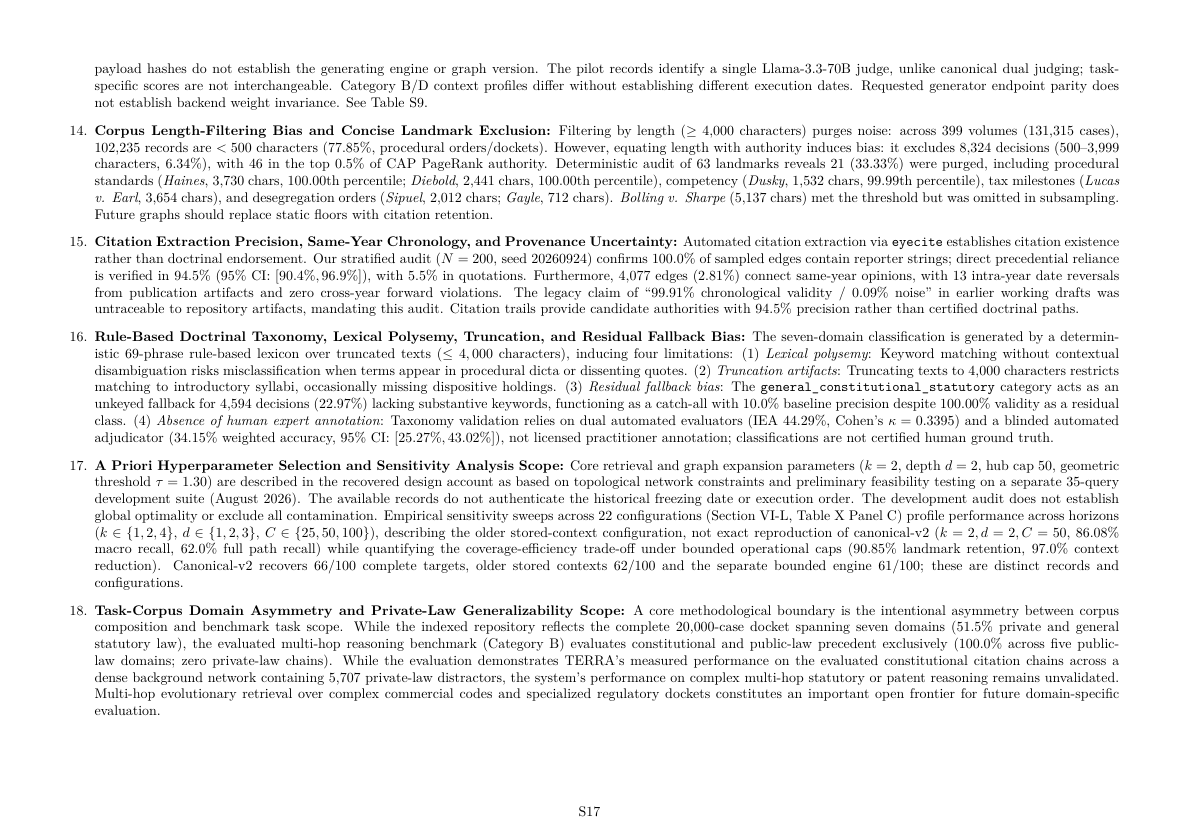 payload hashes do not establish the generating engine or graph version. The pilot records identify a single Llama-3.3-70B judge, unlike canonical dual judging; task-
specific scores are not interchangeable. Category B/D context profiles differ without establishing different execution dates. Requested generator endpoint parity does
not establish backend weight invariance. See Table S9.
14. Corpus Length-Filtering Bias and Concise Landmark Exclusion: Filtering by length (≥ 4,000 characters) purges noise: across 399 volumes (131,315 cases),
102,235 records are < 500 characters (77.85%, procedural orders/dockets). However, equating length with authority induces bias: it excludes 8,324 decisions (500–3,999
characters, 6.34%), with 46 in the top 0.5% of CAP PageRank authority. Deterministic audit of 63 landmarks reveals 21 (33.33%) were purged, including procedural
standards (Haines, 3,730 chars, 100.00th percentile; Diebold, 2,441 chars, 100.00th percentile), competency (Dusky, 1,532 chars, 99.99th percentile), tax milestones (Lucas
v. Earl, 3,654 chars), and desegregation orders (Sipuel, 2,012 chars; Gayle, 712 chars). Bolling v. Sharpe (5,137 chars) met the threshold but was omitted in subsampling.
Future graphs should replace static floors with citation retention.
15. Citation Extraction Precision, Same-Year Chronology, and Provenance Uncertainty: Automated citation extraction via eyecite establishes citation existence
rather than doctrinal endorsement. Our stratified audit (N = 200, seed 20260924) confirms 100.0% of sampled edges contain reporter strings; direct precedential reliance
is verified in 94.5% (95% CI: [90.4%, 96.9%]), with 5.5% in quotations. Furthermore, 4,077 edges (2.81%) connect same-year opinions, with 13 intra-year date reversals
from publication artifacts and zero cross-year forward violations. The legacy claim of “99.91% chronological validity / 0.09% noise” in earlier working drafts was
untraceable to repository artifacts, mandating this audit. Citation trails provide candidate authorities with 94.5% precision rather than certified doctrinal paths.
16. Rule-Based Doctrinal Taxonomy, Lexical Polysemy, Truncation, and Residual Fallback Bias: The seven-domain classification is generated by a determin-
istic 69-phrase rule-based lexicon over truncated texts (≤ 4, 000 characters), inducing four limitations: (1) Lexical polysemy: Keyword matching without contextual
disambiguation risks misclassification when terms appear in procedural dicta or dissenting quotes. (2) Truncation artifacts: Truncating texts to 4,000 characters restricts
matching to introductory syllabi, occasionally missing dispositive holdings. (3) Residual fallback bias: The general_constitutional_statutory category acts as an
unkeyed fallback for 4,594 decisions (22.97%) lacking substantive keywords, functioning as a catch-all with 10.0% baseline precision despite 100.00% validity as a residual
class. (4) Absence of human expert annotation: Taxonomy validation relies on dual automated evaluators (IEA 44.29%, Cohen’s κ = 0.3395) and a blinded automated
adjudicator (34.15% weighted accuracy, 95% CI: [25.27%, 43.02%]), not licensed practitioner annotation; classifications are not certified human ground truth.
17. A Priori Hyperparameter Selection and Sensitivity Analysis Scope: Core retrieval and graph expansion parameters (k = 2, depth d = 2, hub cap 50, geometric
threshold τ = 1.30) are described in the recovered design account as based on topological network constraints and preliminary feasibility testing on a separate 35-query
development suite (August 2026). The available records do not authenticate the historical freezing date or execution order. The development audit does not establish
global optimality or exclude all contamination. Empirical sensitivity sweeps across 22 configurations (Section VI-L, Table X Panel C) profile performance across horizons
(k ∈ {1, 2, 4}, d ∈ {1, 2, 3}, C ∈ {25, 50, 100}), describing the older stored-context configuration, not exact reproduction of canonical-v2 (k = 2, d = 2, C = 50, 86.08%
macro recall, 62.0% full path recall) while quantifying the coverage-efficiency trade-off under bounded operational caps (90.85% landmark retention, 97.0% context
reduction). Canonical-v2 recovers 66/100 complete targets, older stored contexts 62/100 and the separate bounded engine 61/100; these are distinct records and
configurations.
18. Task-Corpus Domain Asymmetry and Private-Law Generalizability Scope: A core methodological boundary is the intentional asymmetry between corpus
composition and benchmark task scope. While the indexed repository reflects the complete 20,000-case docket spanning seven domains (51.5% private and general
statutory law), the evaluated multi-hop reasoning benchmark (Category B) evaluates constitutional and public-law precedent exclusively (100.0% across five public-
law domains; zero private-law chains). While the evaluation demonstrates TERRA’s measured performance on the evaluated constitutional citation chains across a
dense background network containing 5,707 private-law distractors, the system’s performance on complex multi-hop statutory or patent reasoning remains unvalidated.
Multi-hop evolutionary retrieval over complex commercial codes and specialized regulatory dockets constitutes an important open frontier for future domain-specific
evaluation.
S17